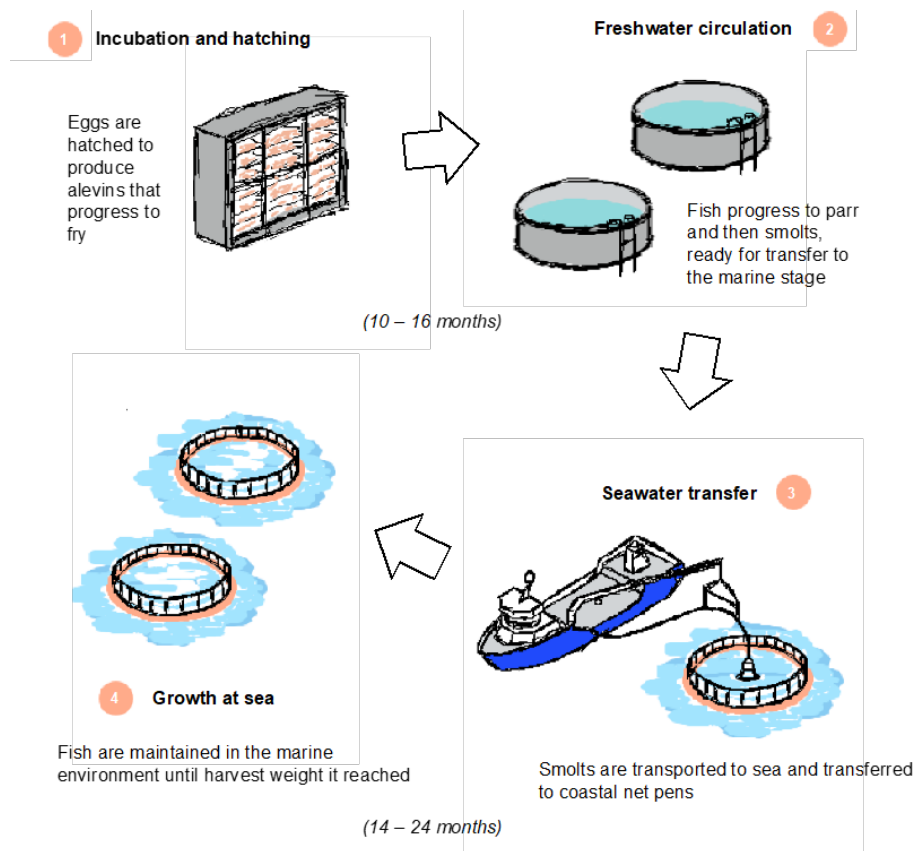 1 Incubation and hatching
Eggs are
hatched to
produce
alevins that
progress to
fry
Freshwater circulation 2
Fish progress to parr
and then smolts,
ready for transfer to
the marine stage
(10 – 16 months)
Seawater transfer 3
Smolts are transported to sea and transferred
to coastal net pens
4 Growth at sea
Fish are maintained in the marine
environment until harvest weight it reached
(14 – 24 months)